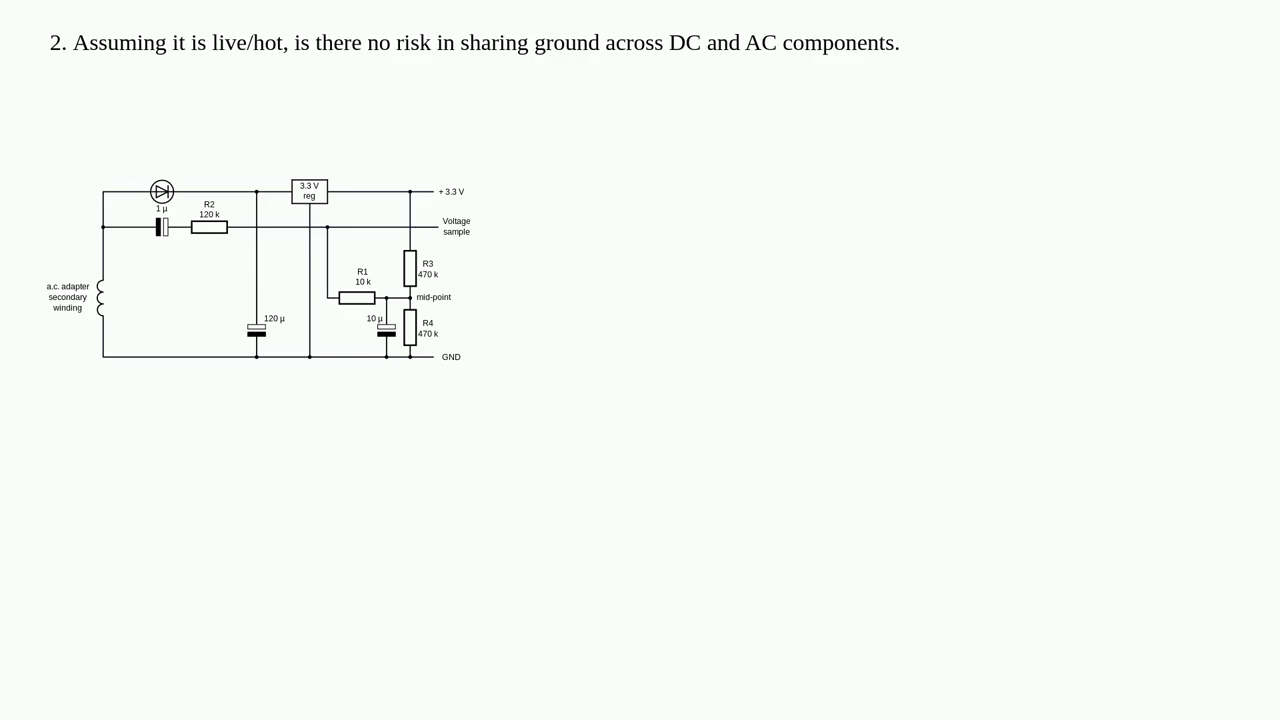 2. Assuming it is live/hot, is there no risk in sharing ground across DC and AC components.
3.3 V
reg
+ 3.3 V
1 µ
R2
120 k
Voltage
sample
R3
470 k
R1
10 k
a.c. adapter
secondary
winding
mid-point
120 µ
10 µ
R4
470 k
GND